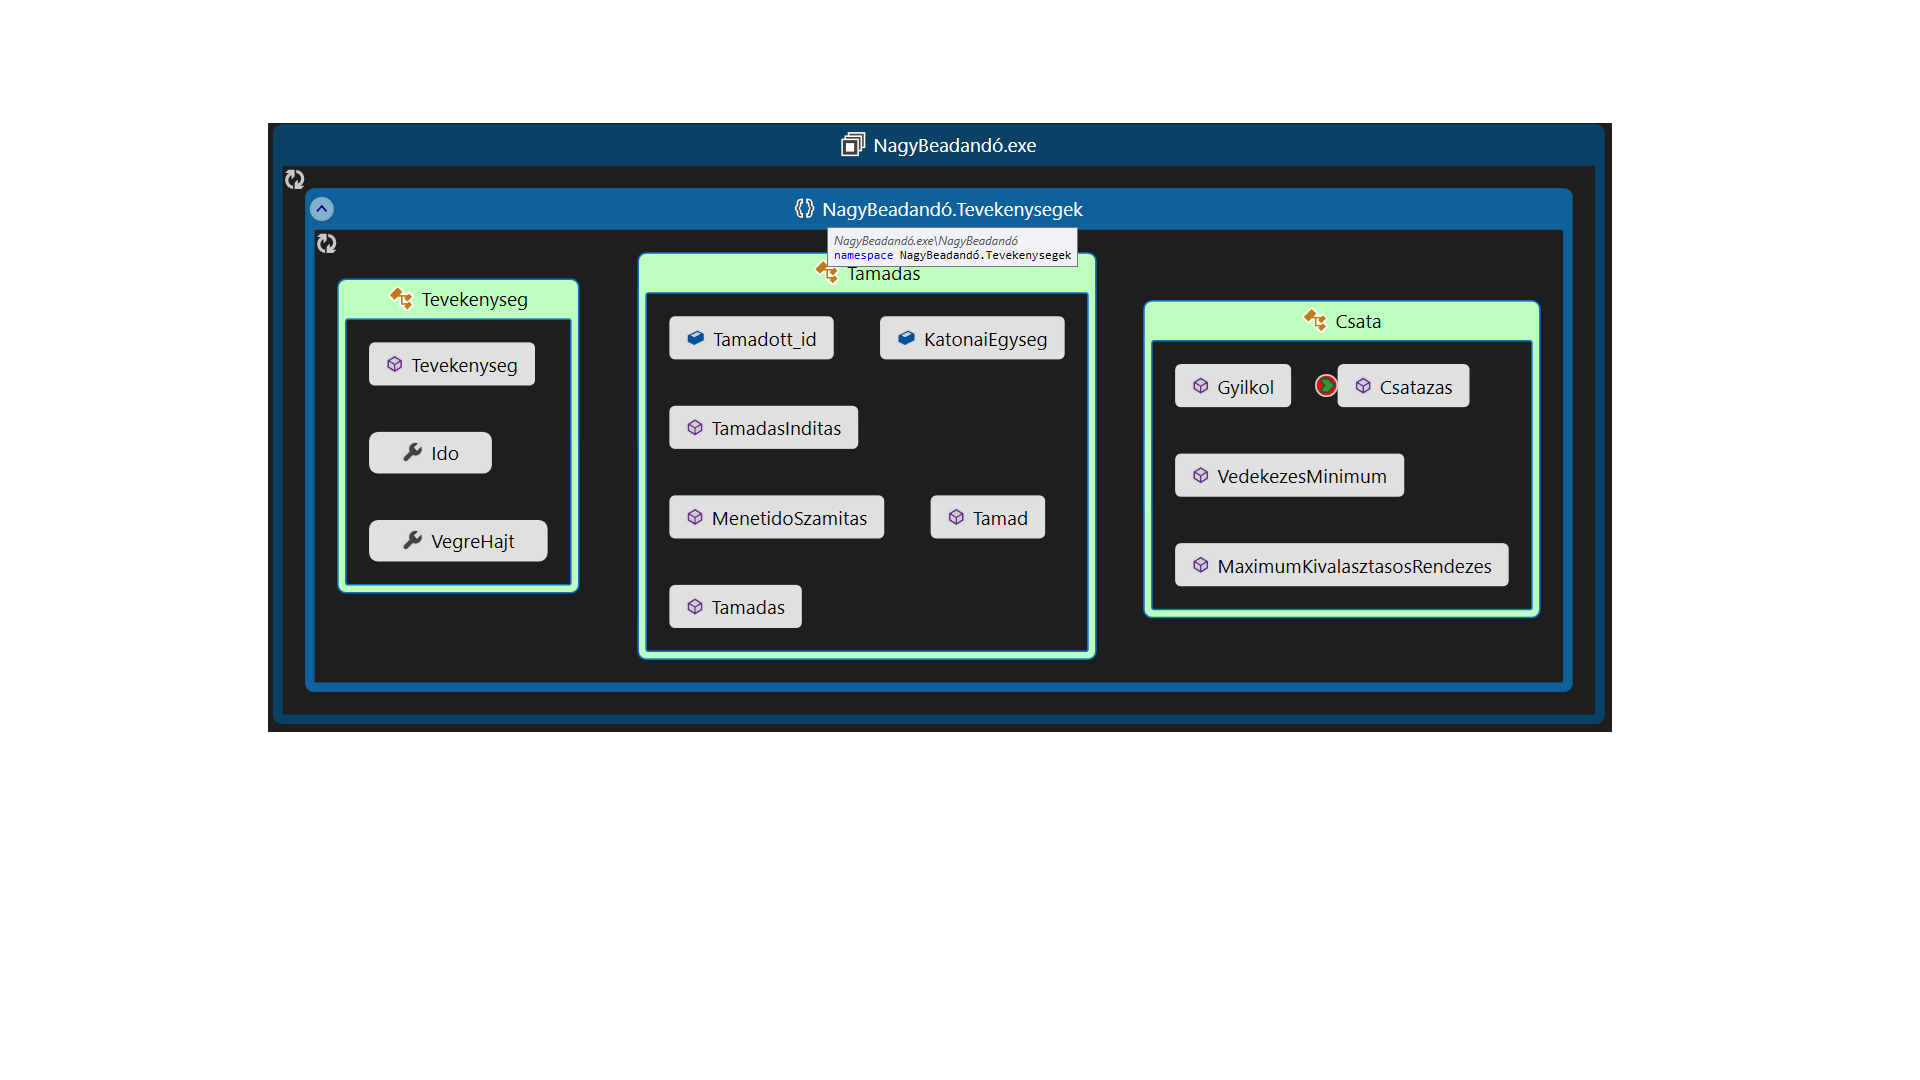 NagyBeadandó.exe
NagyBeadandó.Tevekenysegek
NagyBeadandó.exe\NagyBeadandó
namespace NagyBeadandó.Tevekenysegek
Tevekenyseg
Tevekenyseg
Ido
VegreHajt
Tamadas
Tamadott_id KatonaiEgyseg
TamadasInditas
MenetidoSzamitas Tamad
Tamadas
Csata
Gyilkol Csatazas
VedekezesMinimum
MaximumKivalasztasosRendezes